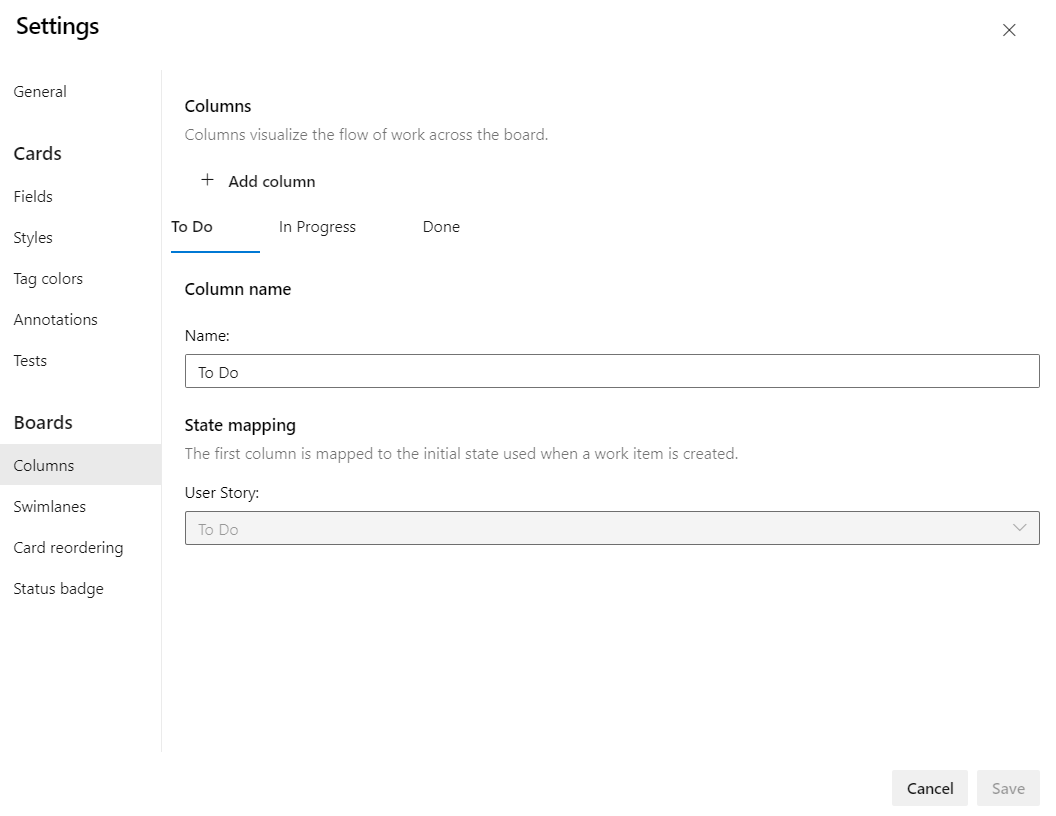 Settings
General
Cards
Fields
Styles
Tag colors
Annotations
Tests
Boards
Columns
Swimlanes
Card reordering
Status badge
Columns
Columns visualize the flow of work across the board.
+ Add column
To Do In Progress Done
Column name
Name:
To Do
State mapping
The first column is mapped to the initial state used when a work item is created.
User Story:
To Do
Cancel Save